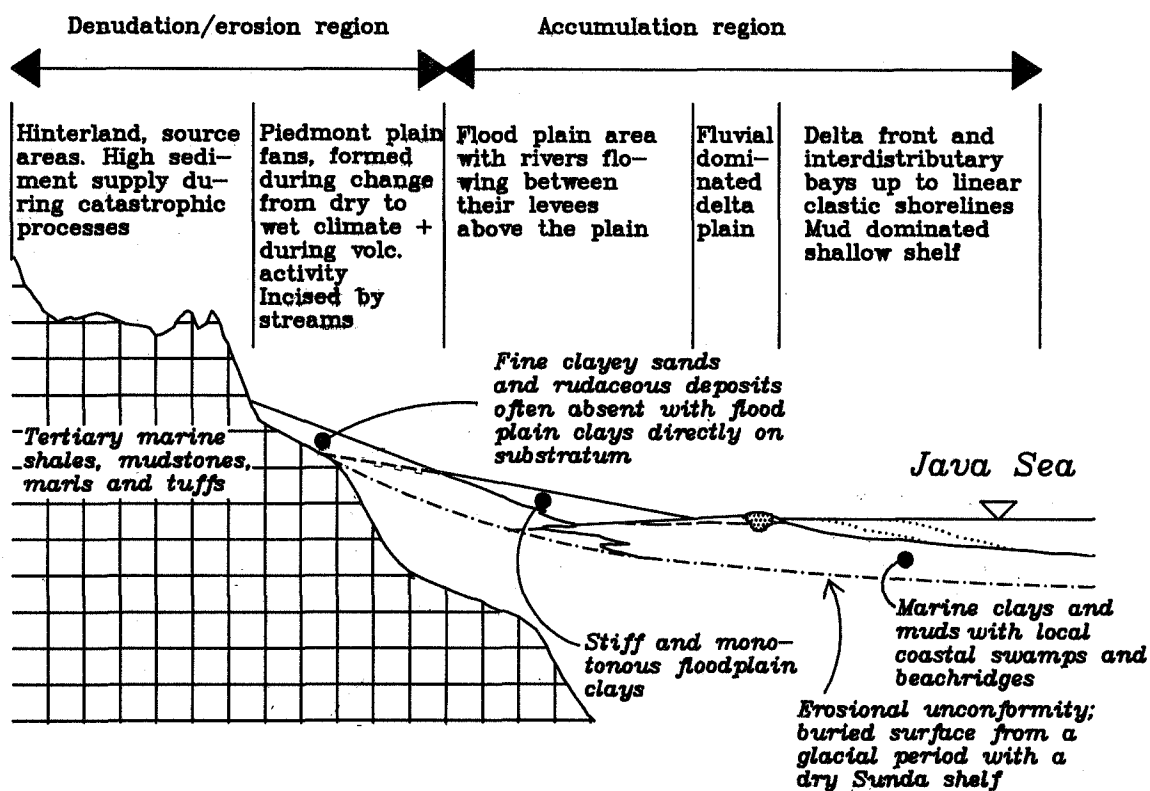 Denudation/erosion region
Accumulation region
Hinterland, source
areas. High sedi-
ment supply du-
ring catastrophic
processes
Piedmont plain
fans, formed
during change
from dry to
wet climate +
during volc.
activity
Incised by
streams
Flood plain area
with rivers flo-
wing between
their levees
above the plain
Fluvial
domi-
nated
delta
plain
Delta front and
interdistributary
bays up to linear
clastic shorelines
Mud dominated
shallow shelf
Fine clayey sands
and rudaceous deposits
often absent with flood
plain clays directly on
substratum
Tertiary marine
shales, mudstones,
marls and tuffs
Java Sea
Stiff and mono-
tonous floodplain
clays
Marine clays and
muds with local
coastal swamps and
beachridges
Erosional unconformity;
buried surface from a
glacial period with a
dry Sunda shelf